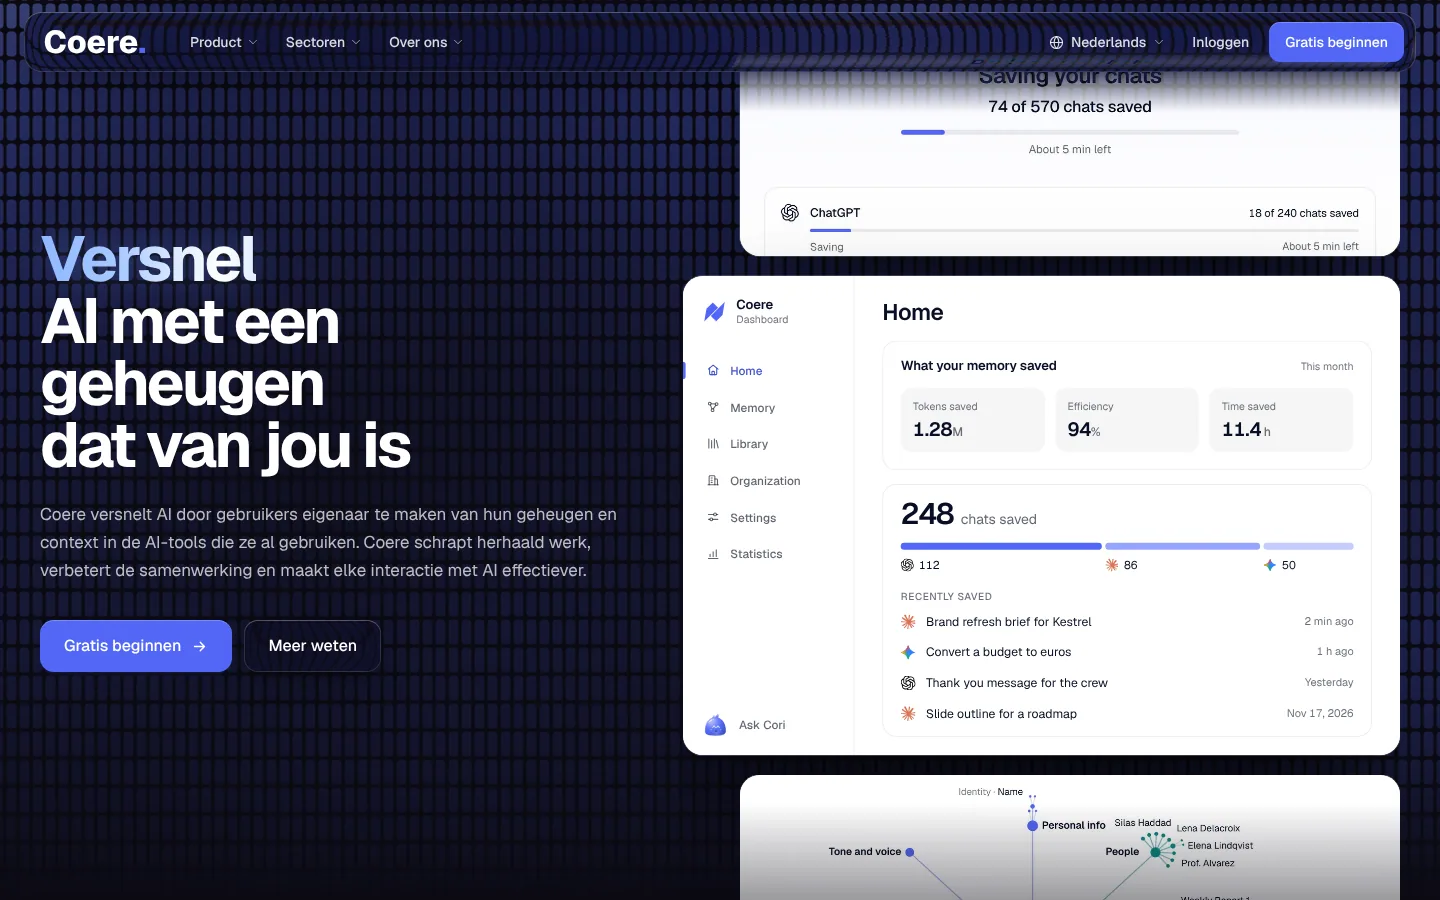 Coere.
Product
Sectoren
Over ons
Nederlands
Inloggen
Gratis beginnen
Versnel
AI met een
geheugen
dat van jou is
Coere versnelt AI door gebruikers eigenaar te maken van hun geheugen en
context in de AI-tools die ze al gebruiken. Coere schrapt herhaald werk,
verbetert de samenwerking en maakt elke interactie met AI effectiever.
Gratis beginnen →
Meer weten
Saving your chats
74 of 570 chats saved
About 5 min left
ChatGPT
18 of 240 chats saved
Saving
About 5 min left
Coere
Dashboard
Home
Memory
Library
Organization
Settings
Statistics
Ask Cori
Home
What your memory saved
This month
Tokens saved
1.28M
Efficiency
94%
Time saved
11.4 h
248 chats saved
112
86
50
RECENTLY SAVED
Brand refresh brief for Kestrel
2 min ago
Convert a budget to euros
1 h ago
Thank you message for the crew
Yesterday
Slide outline for a roadmap
Nov 17, 2026
Identity · Name
Personal info
Silas Haddad
Lena Delacroix
Tone and voice
People
Elena Lindqvist
Prof. Alvarez